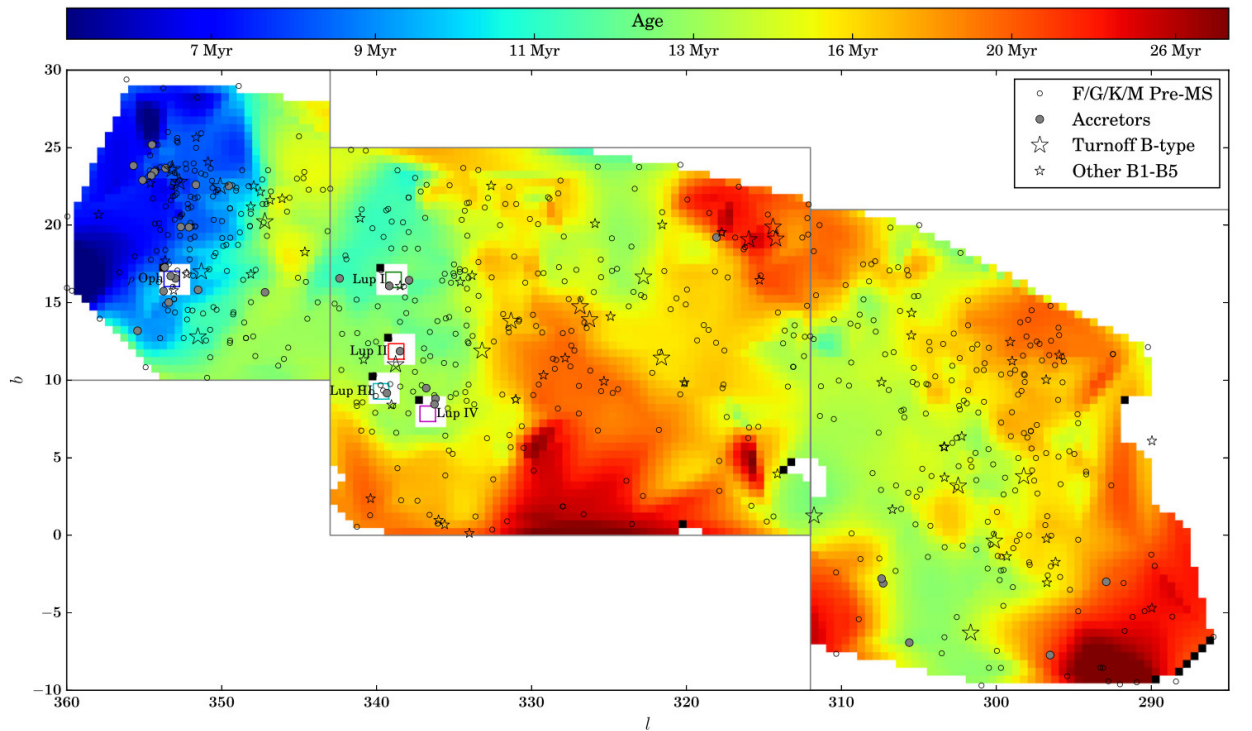 Age
7 Myr 9 Myr 11 Myr 13 Myr 16 Myr 20 Myr 26 Myr
F/G/K/M Pre-MS
Accretors
Turnoff B-type
Other B1-B5
30
25
20
15
10
5
0
−5
−10
b
ρ Oph
Lup I
Lup II
Lup III
Lup IV
360 350 340 330 320 310 300 290
l